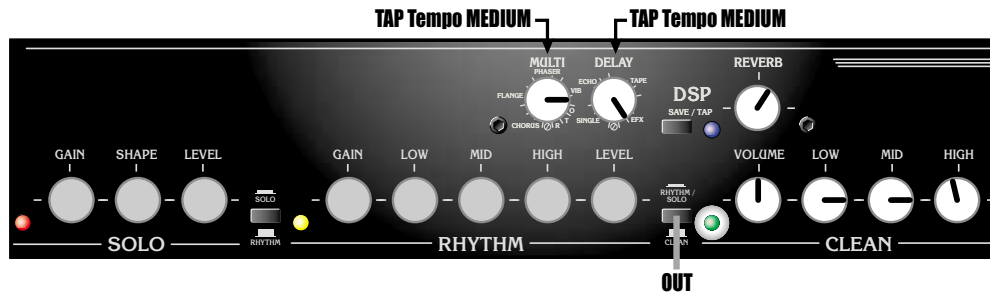 TAP Tempo MEDIUM
TAP Tempo MEDIUM
MULTI
PHASER
FLANGE
VIB
CHORUS
R
T
O
DELAY
ECHO
TAPE
SINGLE
EFX
DSP
SAVE / TAP
REVERB
GAIN
SHAPE
LEVEL
SOLO
RHYTHM
SOLO
GAIN
LOW
MID
HIGH
LEVEL
RHYTHM
RHYTHM /
SOLO
VOLUME
LOW
MID
HIGH
CLEAN
OUT